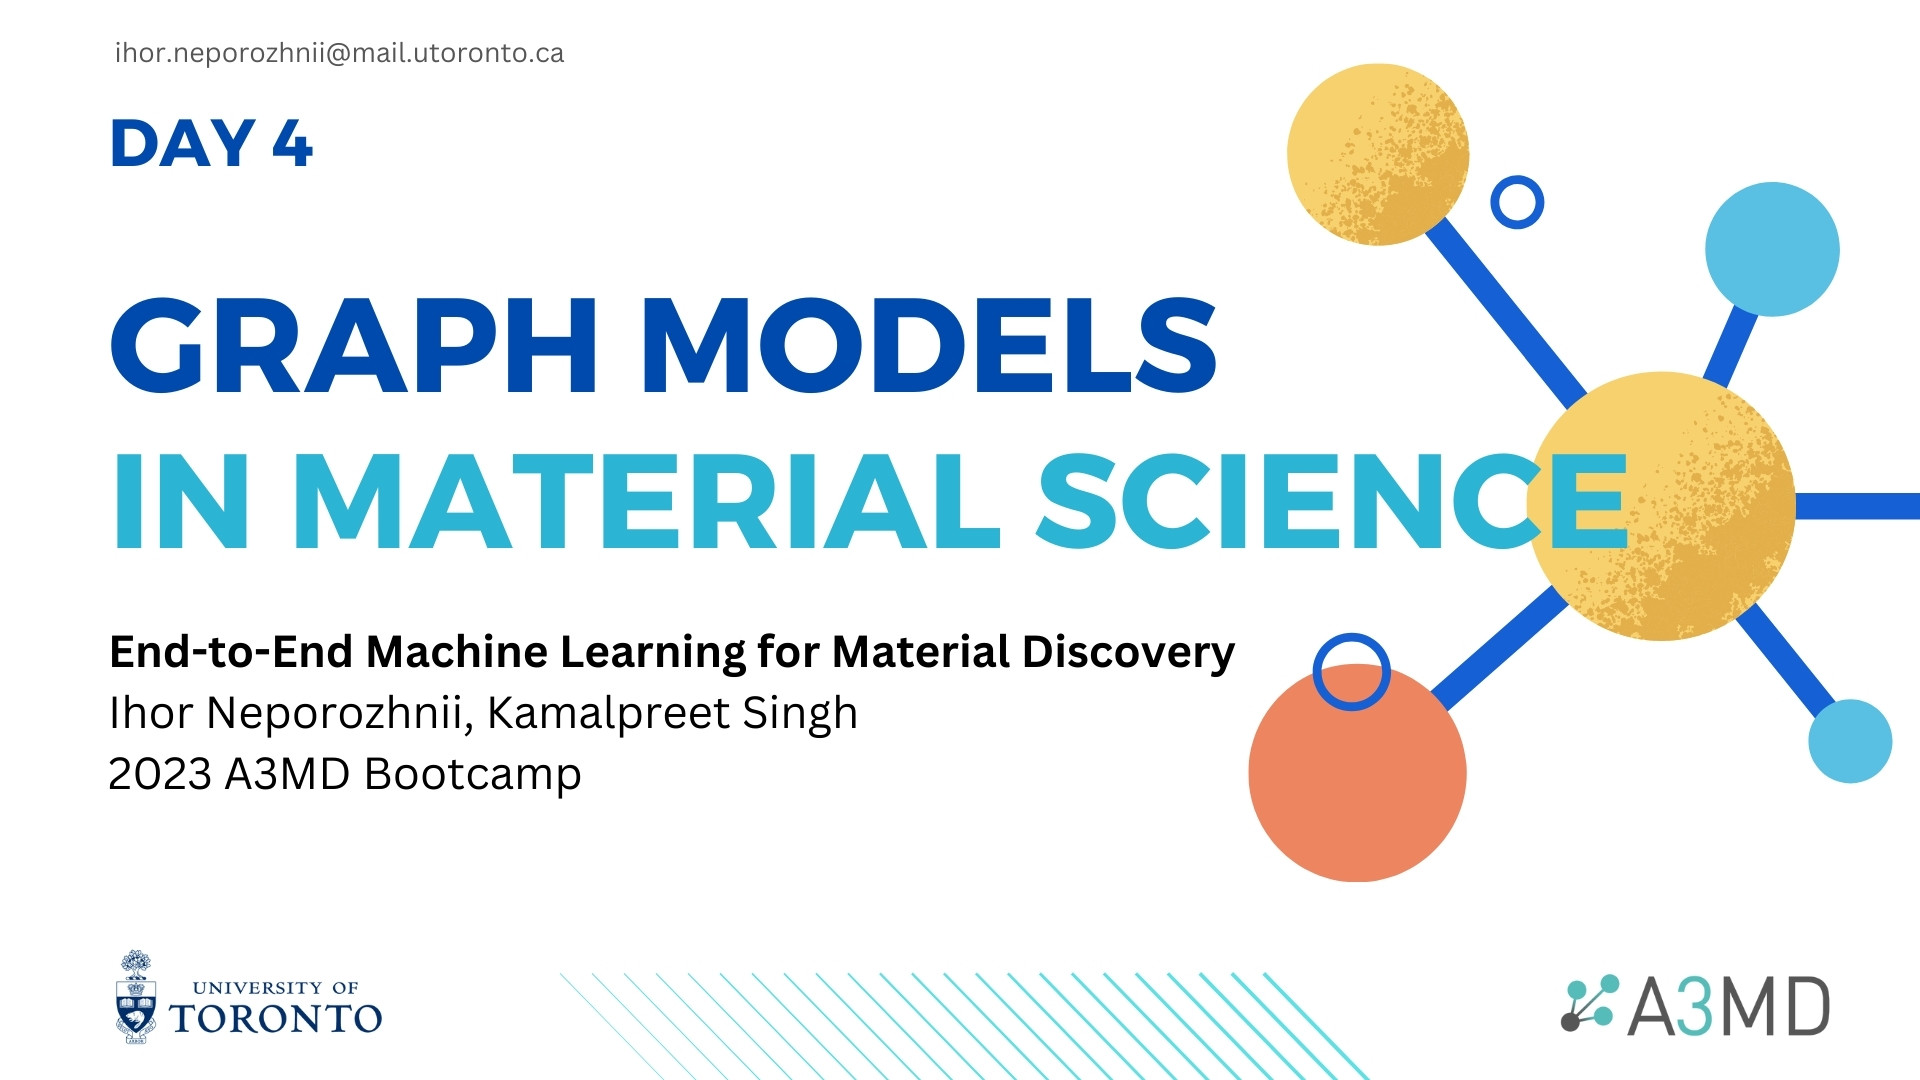 ihor.neporozhnii@mail.utoronto.ca
DAY 4
GRAPH MODELS
IN MATERIAL SCIENCE
End-to-End Machine Learning for Material Discovery
Ihor Neporozhnii, Kamalpreet Singh
2023 A3MD Bootcamp
UNIVERSITY OF
TORONTO
A3MD